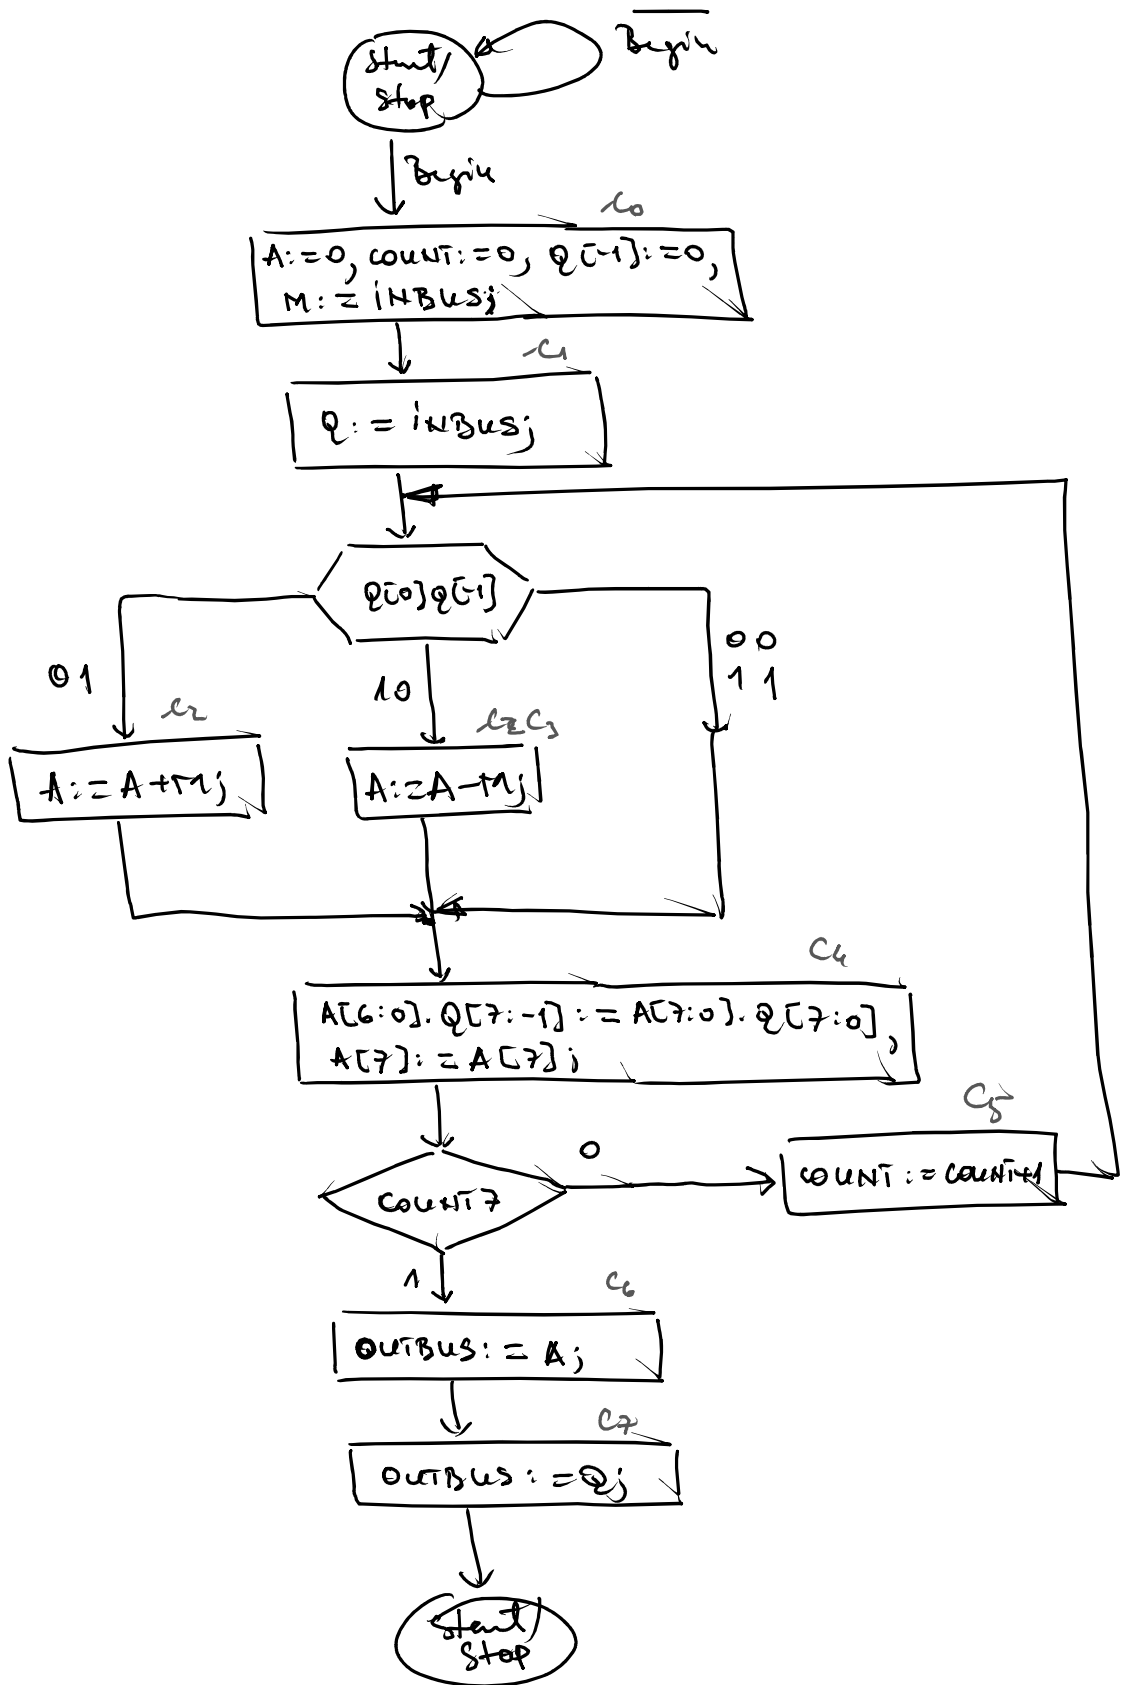 Begin
Start/
Stop
Begin
C0
A:=0, COUNT:=0, Q[-1]:=0,
M:=INBUS;
C1
Q:=INBUS;
Q[0]Q[-1]
00
01
10
11
C2
C2C3
A:=A+M;
A:=A-M;
C4
A[6:0].Q[7:-1]:=A[7:0].Q[7:0],
A[7]:=A[7];
C5
0
COUNT:=COUNT+1
COUNT7
1
C6
OUTBUS:=A;
C7
OUTBUS:=Q;
Start/
Stop